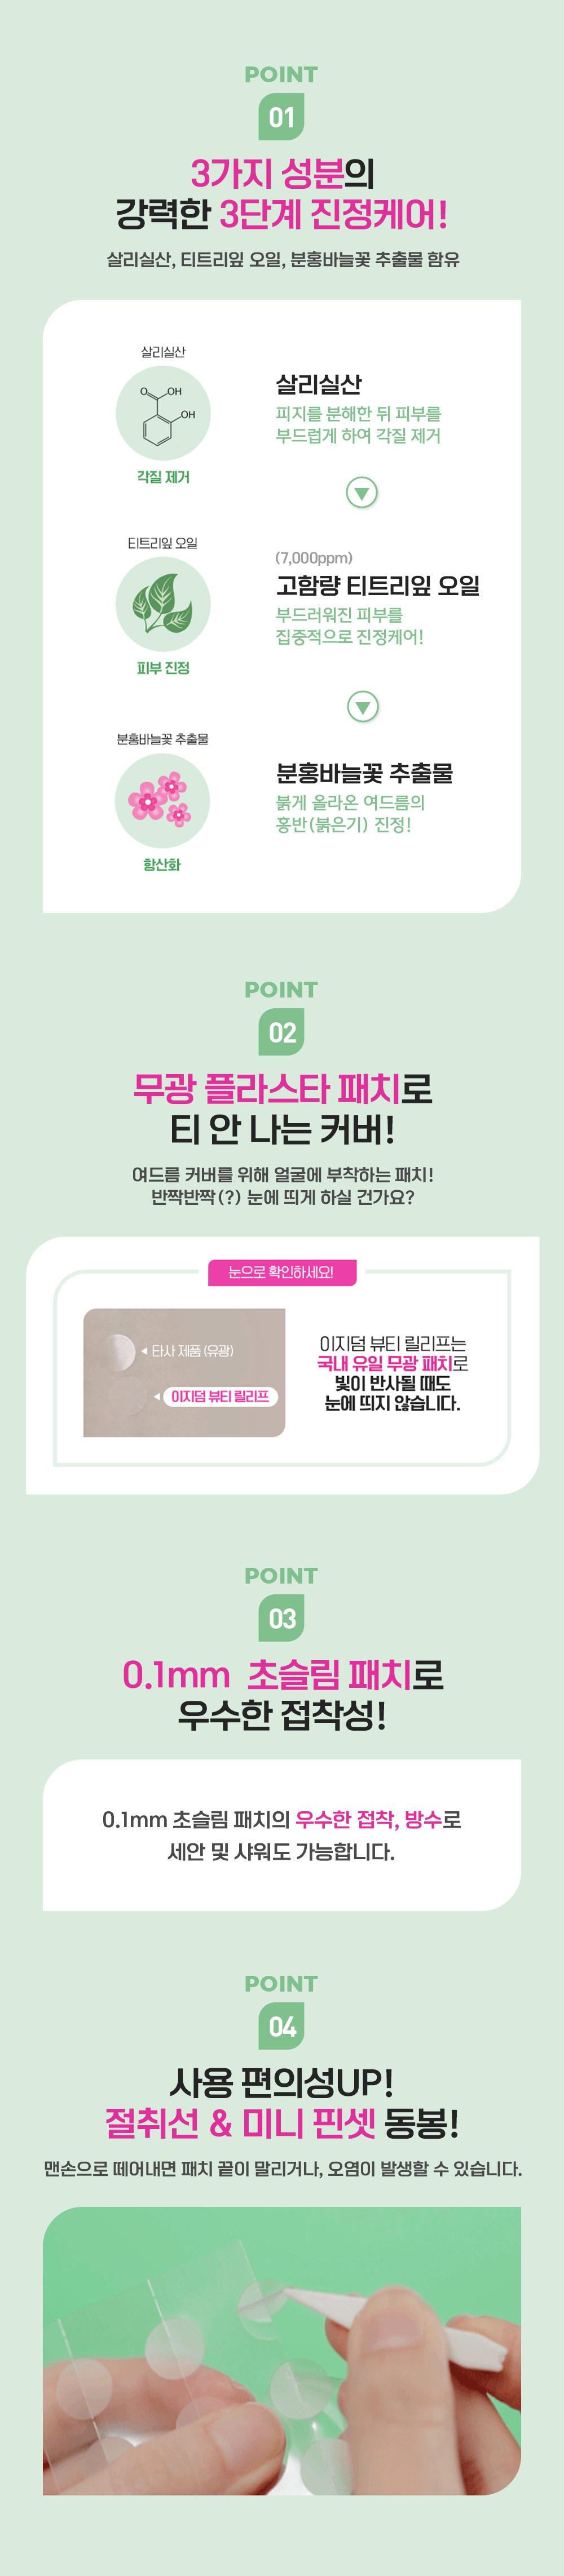 POINT
01
3가지 성분의
강력한 3단계 진정케어!
살리실산, 티트리잎 오일, 분홍바늘꽃 추출물 함유
살리실산
O
OH
OH
각질 제거
살리실산
피지를 분해한 뒤 피부를
부드럽게 하여 각질 제거
티트리잎 오일
피부 진정
(7,000ppm)
고함량 티트리잎 오일
부드러워진 피부를
집중적으로 진정케어!
분홍바늘꽃 추출물
항산화
분홍바늘꽃 추출물
붉게 올라온 여드름의
홍반(붉은기) 진정!
POINT
02
무광 플라스타 패치로
티 안 나는 커버!
여드름 커버를 위해 얼굴에 부착하는 패치!
반짝반짝(?) 눈에 띄게 하실 건가요?
눈으로 확인하세요!
타사 제품 (유광)
이지덤 뷰티 릴리프
이지덤 뷰티 릴리프는
국내 유일 무광 패치로
빛이 반사될 때도
눈에 띄지 않습니다.
POINT
03
0.1mm 초슬림 패치로
우수한 접착성!
0.1mm 초슬림 패치의 우수한 접착, 방수로
세안 및 샤워도 가능합니다.
POINT
04
사용 편의성UP!
절취선 & 미니 핀셋 동봉!
맨손으로 떼어내면 패치 끝이 말리거나, 오염이 발생할 수 있습니다.